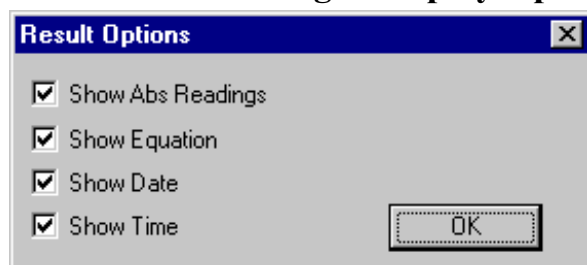 Result Options
Show Abs Readings
Show Equation
Show Date
Show Time
OK